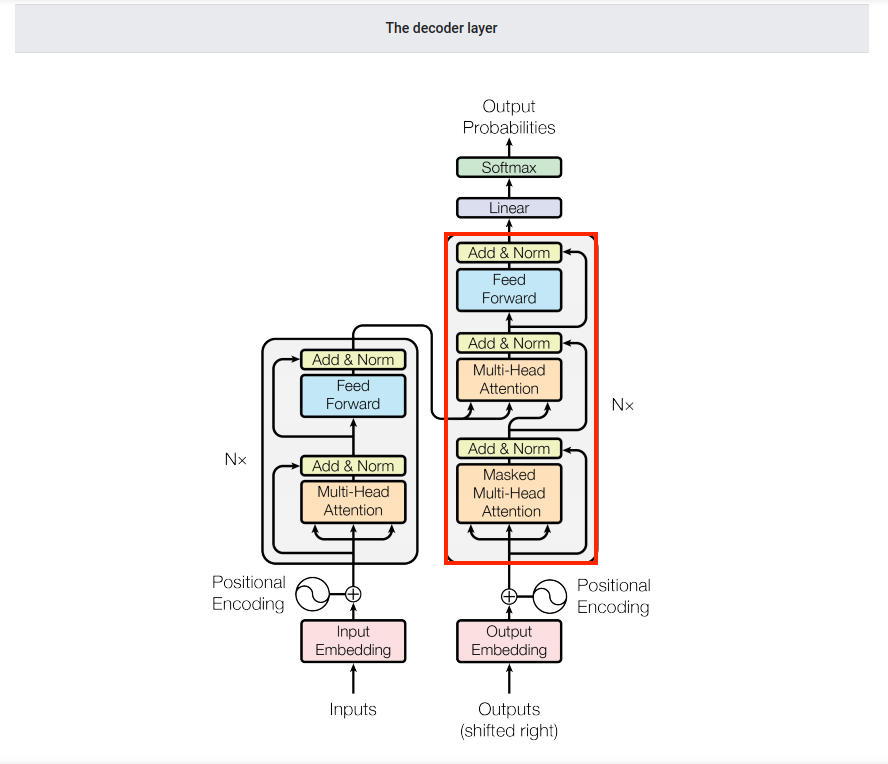 The decoder layer
Output
Probabilities
Softmax
Linear
Add & Norm
Feed
Forward
Add & Norm
Multi-Head
Attention
Nx
Add & Norm
Masked
Multi-Head
Attention
Add & Norm
Feed
Forward
Nx
Add & Norm
Multi-Head
Attention
Positional
Encoding
Positional
Encoding
Input
Embedding
Output
Embedding
Inputs
Outputs
(shifted right)